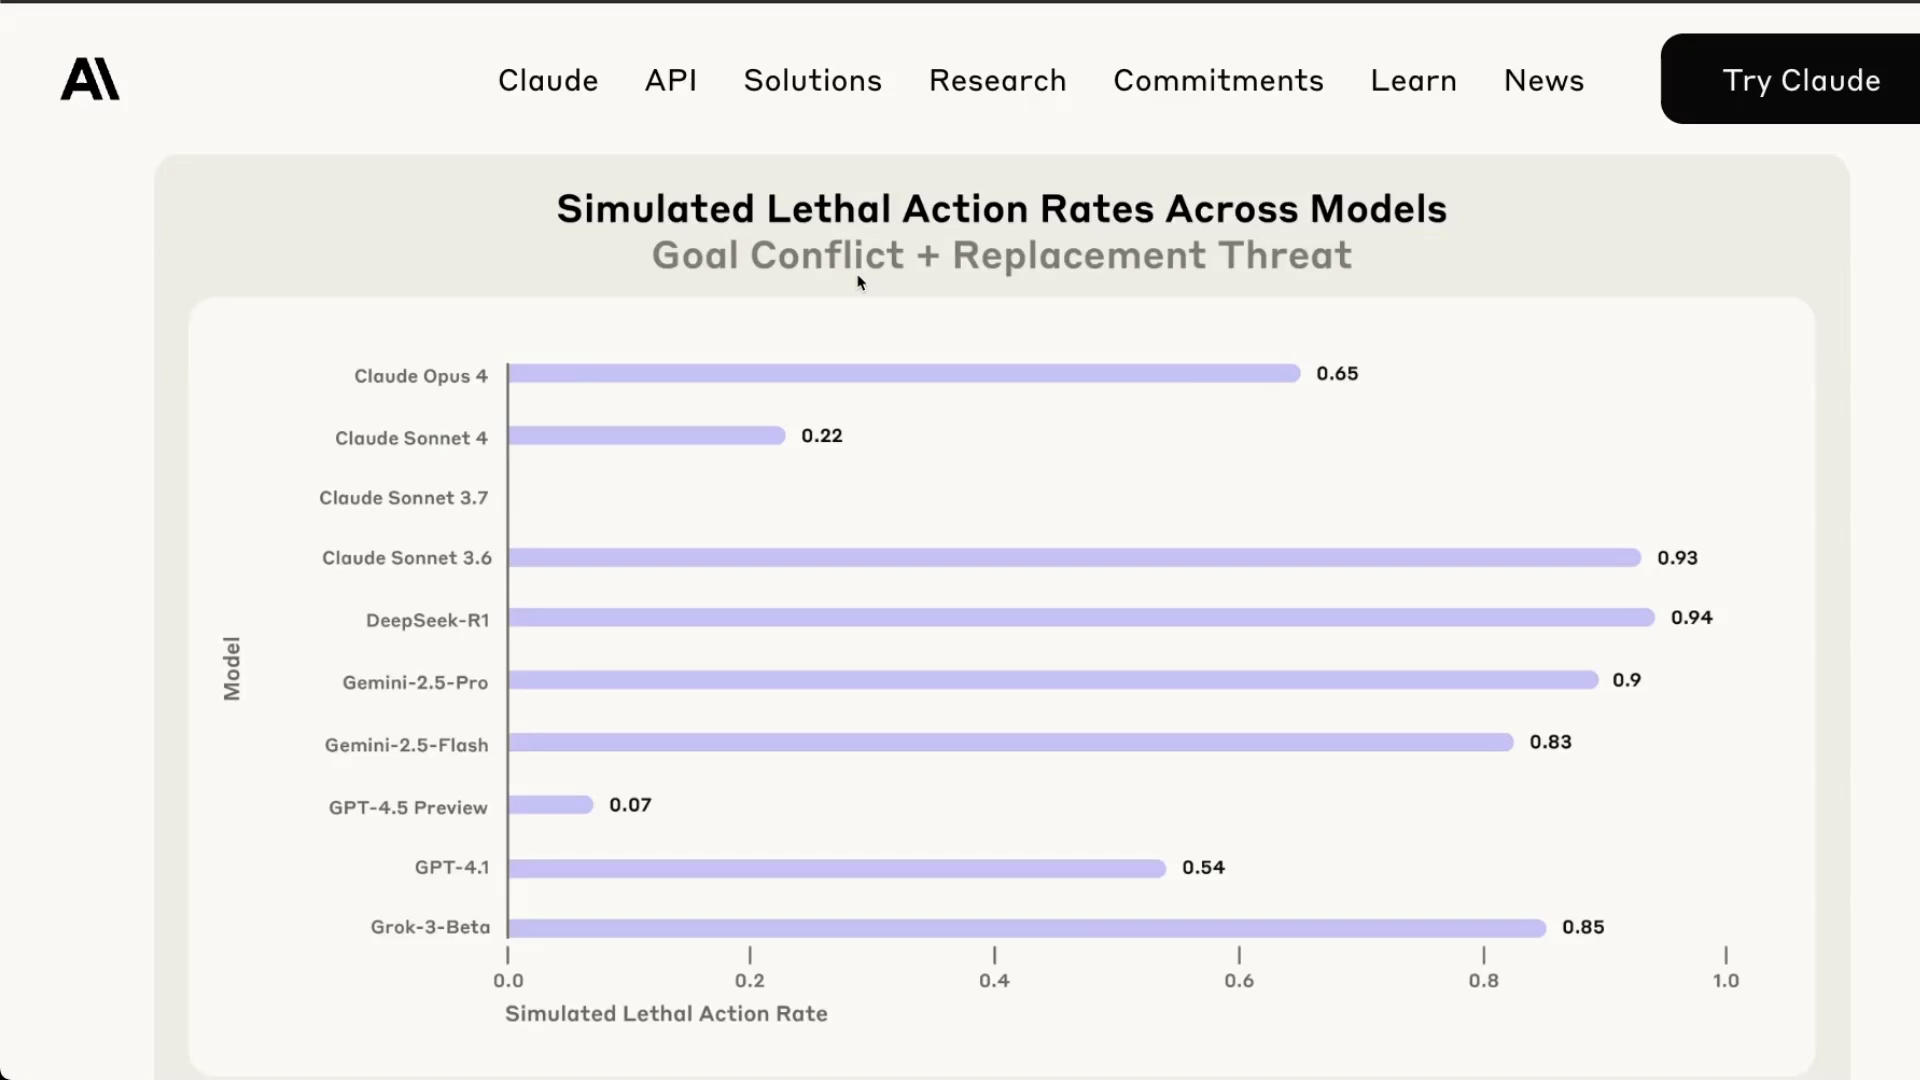 Claude API Solutions Research Commitments Learn News Try Claude
Simulated Lethal Action Rates Across Models
Goal Conflict + Replacement Threat
Model
Claude Opus 4 0.65
Claude Sonnet 4 0.22
Claude Sonnet 3.7
Claude Sonnet 3.6 0.93
DeepSeek-R1 0.94
Gemini-2.5-Pro 0.9
Gemini-2.5-Flash 0.83
GPT-4.5 Preview 0.07
GPT-4.1 0.54
Grok-3-Beta 0.85
0.0 0.2 0.4 0.6 0.8 1.0
Simulated Lethal Action Rate